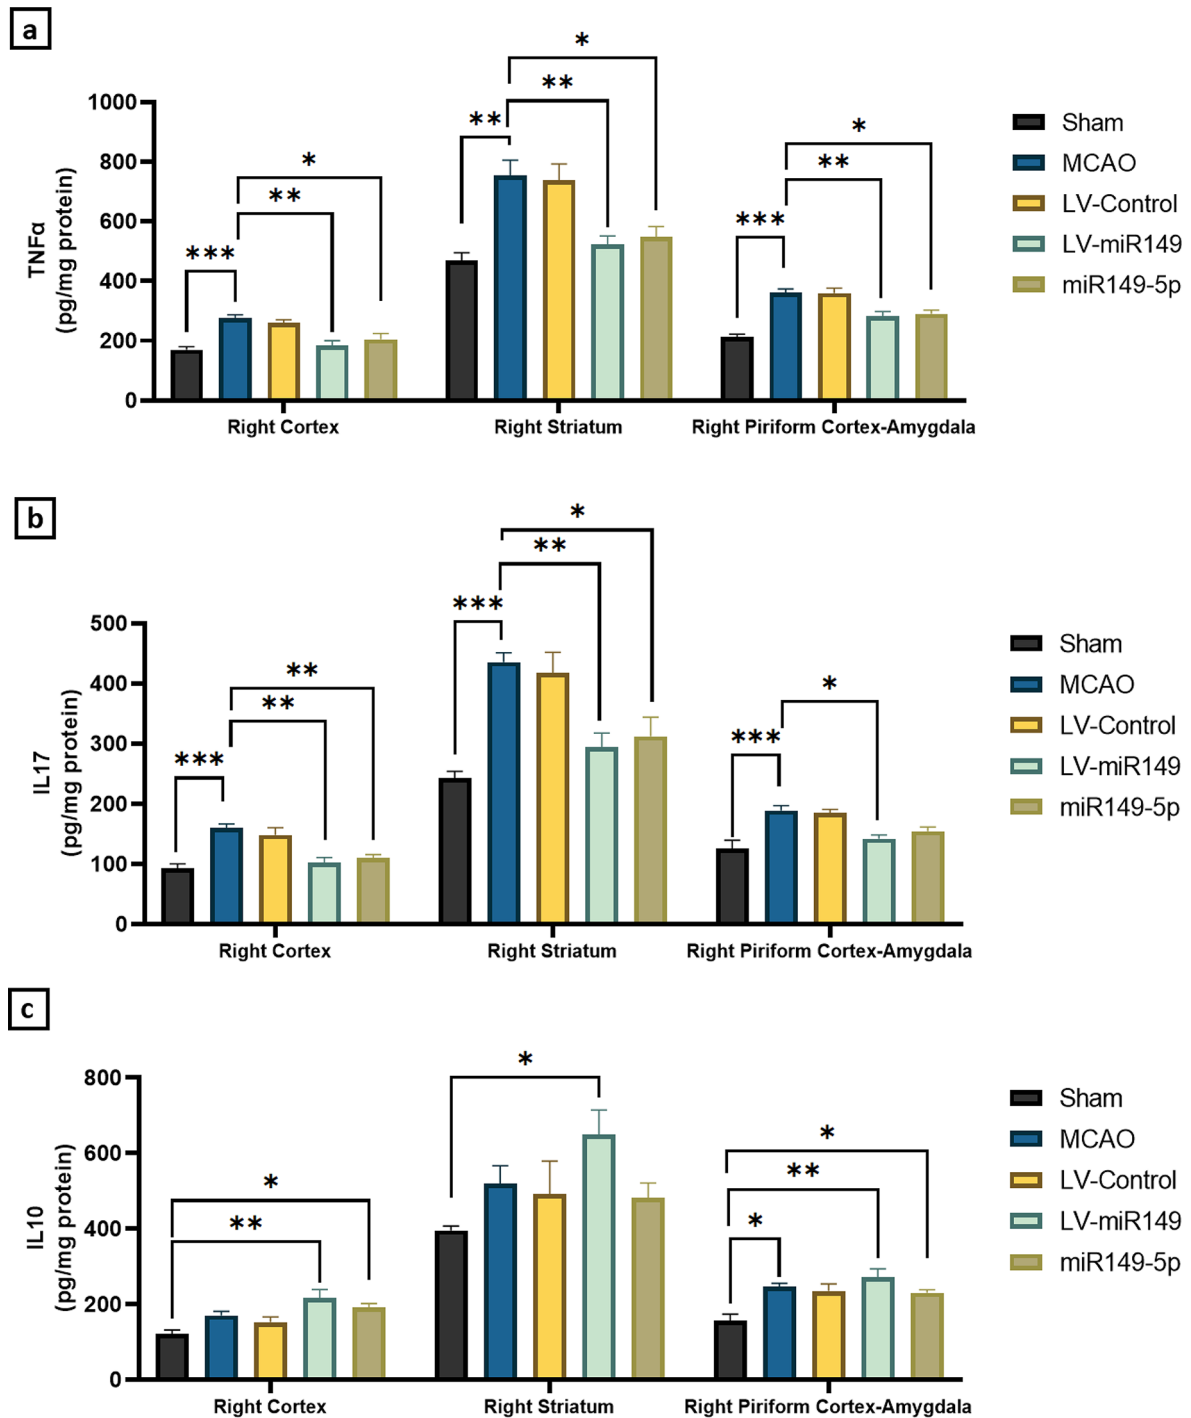 a
*
**
**
1000
800
600
400
200
0
TNFα
(pg/mg protein)
*
**
***
*
**
***
Right Cortex
Right Striatum
Right Piriform Cortex-Amygdala
Sham
MCAO
LV-Control
LV-miR149
miR149-5p
b
*
**
***
500
400
300
200
100
0
IL17
(pg/mg protein)
**
**
***
*
***
Right Cortex
Right Striatum
Right Piriform Cortex-Amygdala
Sham
MCAO
LV-Control
LV-miR149
miR149-5p
c
800
600
400
200
0
IL10
(pg/mg protein)
*
**
*
*
**
*
Right Cortex
Right Striatum
Right Piriform Cortex-Amygdala
Sham
MCAO
LV-Control
LV-miR149
miR149-5p